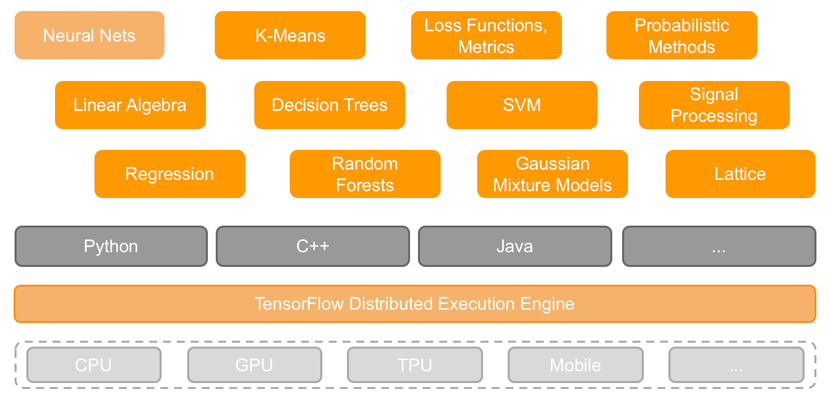 Neural Nets
K-Means
Loss Functions,
Metrics
Probabilistic
Methods
Linear Algebra
Decision Trees
SVM
Signal
Processing
Regression
Random
Forests
Gaussian
Mixture Models
Lattice
Python
C++
Java
...
TensorFlow Distributed Execution Engine
CPU
GPU
TPU
Mobile
...